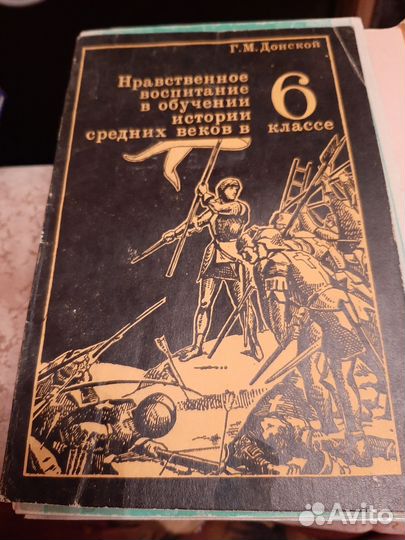 Г. М. Донской
Нравственное
воспитание
в обучении
истории
средних веков в
6 классе
Avito